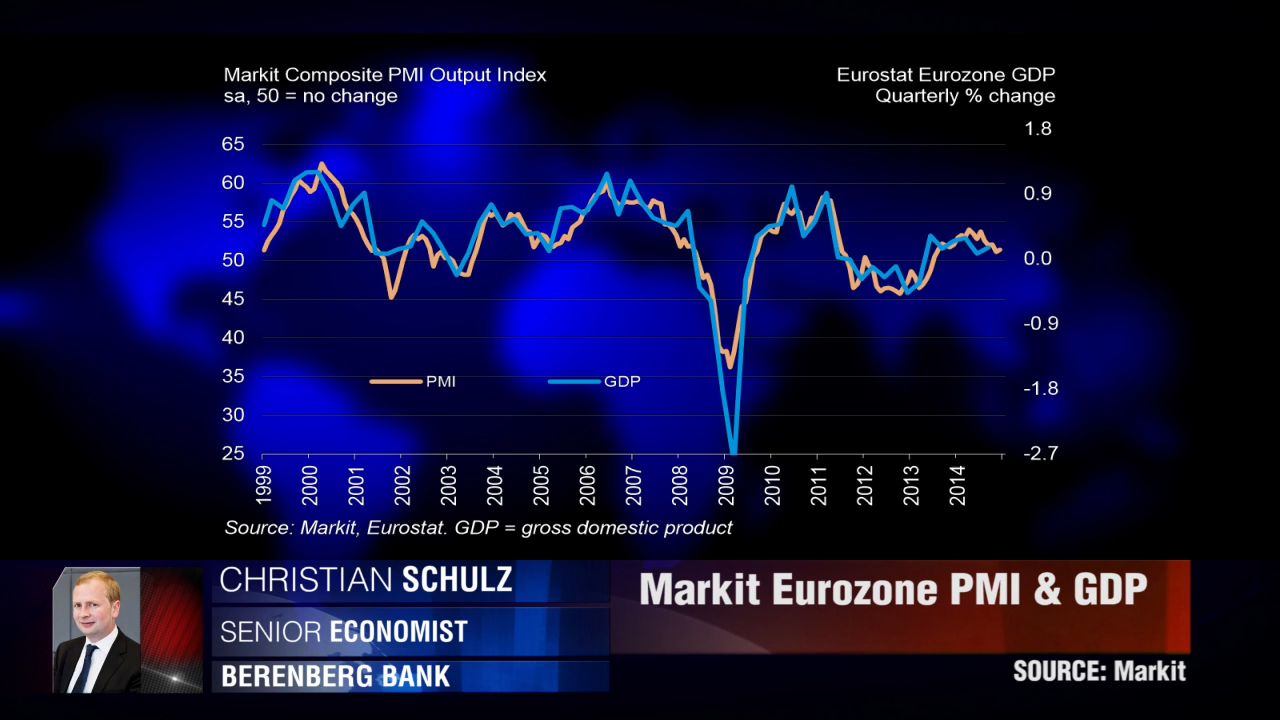 Markit Composite PMI Output Index
sa, 50 = no change
Eurostat Eurozone GDP
Quarterly % change
65
60
55
50
45
40
35
30
25
1.8
0.9
0.0
-0.9
-1.8
-2.7
PMI
GDP
1999
2000
2001
2002
2003
2004
2005
2006
2007
2008
2009
2010
2011
2012
2013
2014
Source: Markit, Eurostat. GDP = gross domestic product
CHRISTIAN SCHULZ
SENIOR ECONOMIST
BERENBERG BANK
Markit Eurozone PMI & GDP
SOURCE: Markit